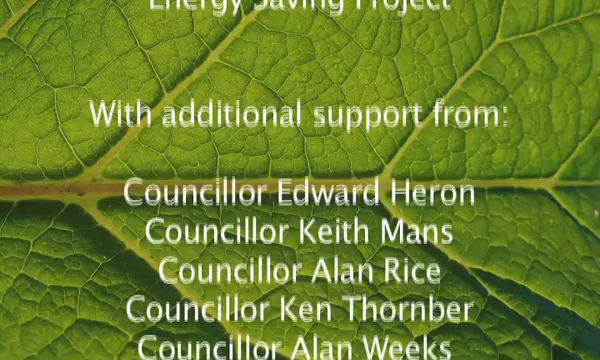 Energy Saving Project
With additional support from:
Councillor Edward Heron
Councillor Keith Mans
Councillor Alan Rice
Councillor Ken Thornber
Councillor Alan Weeks